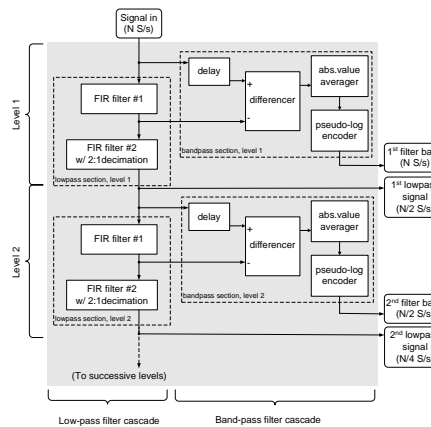 Signal in
(N S/s)
Level 1
delay
FIR filter #1
+
-
differencer
abs.value
averager
pseudo-log
encoder
FIR filter #2
w/ 2:1decimation
lowpass section, level 1
bandpass section, level 1
1st filter ba
(N S/s)
1st lowpas
signal
(N/2 S/s)
Level 2
delay
FIR filter #1
+
-
differencer
abs.value
averager
pseudo-log
encoder
FIR filter #2
w/ 2:1decimation
lowpass section, level 2
bandpass section, level 2
2nd filter ba
(N/2 S/s)
2nd lowpas
signal
(N/4 S/s)
(To successive levels)
Low-pass filter cascade
Band-pass filter cascade